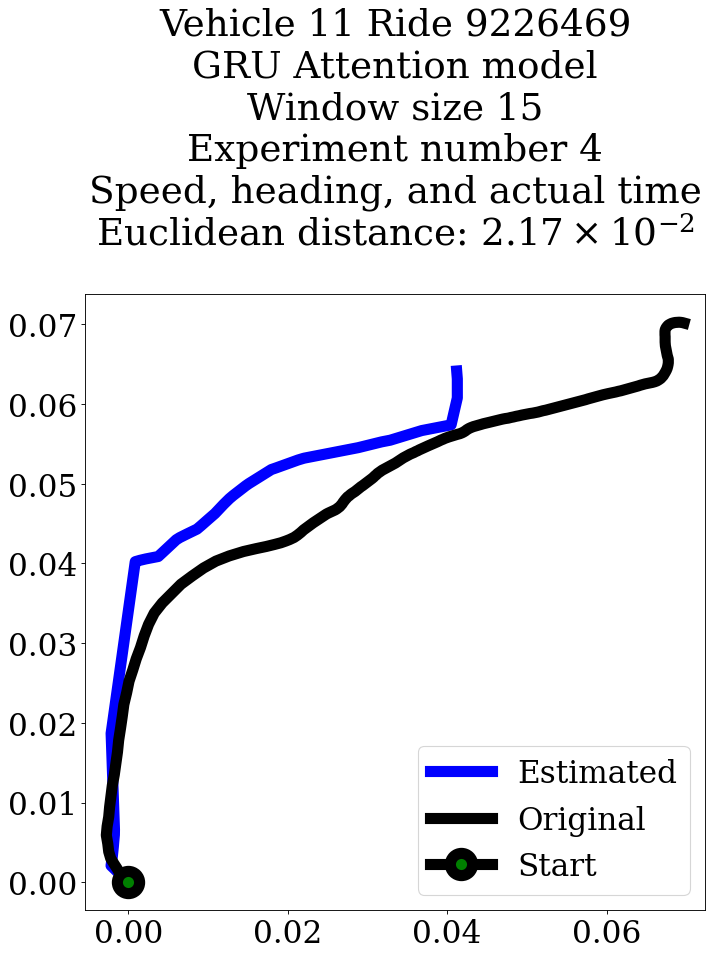 Vehicle 11 Ride 9226469
GRU Attention model
Window size 15
Experiment number 4
Speed, heading, and actual time
Euclidean distance: 2.17 × 10⁻²
0.07
0.06
0.05
0.04
0.03
0.02
0.01
0.00
Estimated
Original
Start
0.00 0.02 0.04 0.06